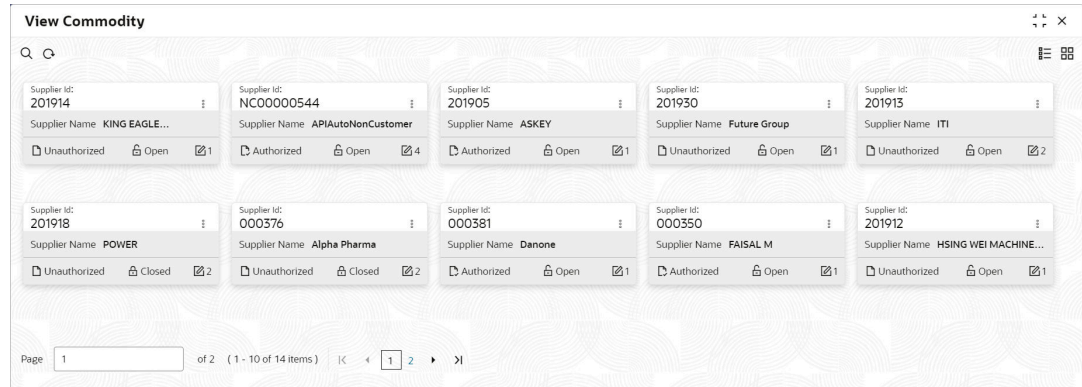 View Commodity
Supplier Id: Supplier Id: Supplier Id: Supplier Id: Supplier Id:
201914 NC00000544 201905 201930 201913
Supplier Name KING EAGLE... Supplier Name APIAutoNonCustomer Supplier Name ASKEY Supplier Name Future Group Supplier Name ITI
Unauthorized Open 1 Authorized Open 4 Authorized Open 1 Unauthorized Open 1 Unauthorized Open 2
Supplier Id: Supplier Id: Supplier Id: Supplier Id: Supplier Id:
201918 000376 000381 000350 201912
Supplier Name POWER Supplier Name Alpha Pharma Supplier Name Danone Supplier Name FAISAL M Supplier Name HSING WEI MACHINE...
Unauthorized Closed 2 Unauthorized Closed 2 Authorized Open 1 Authorized Open 1 Unauthorized Open 1
Page 1 of 2 (1 - 10 of 14 items) 1 2